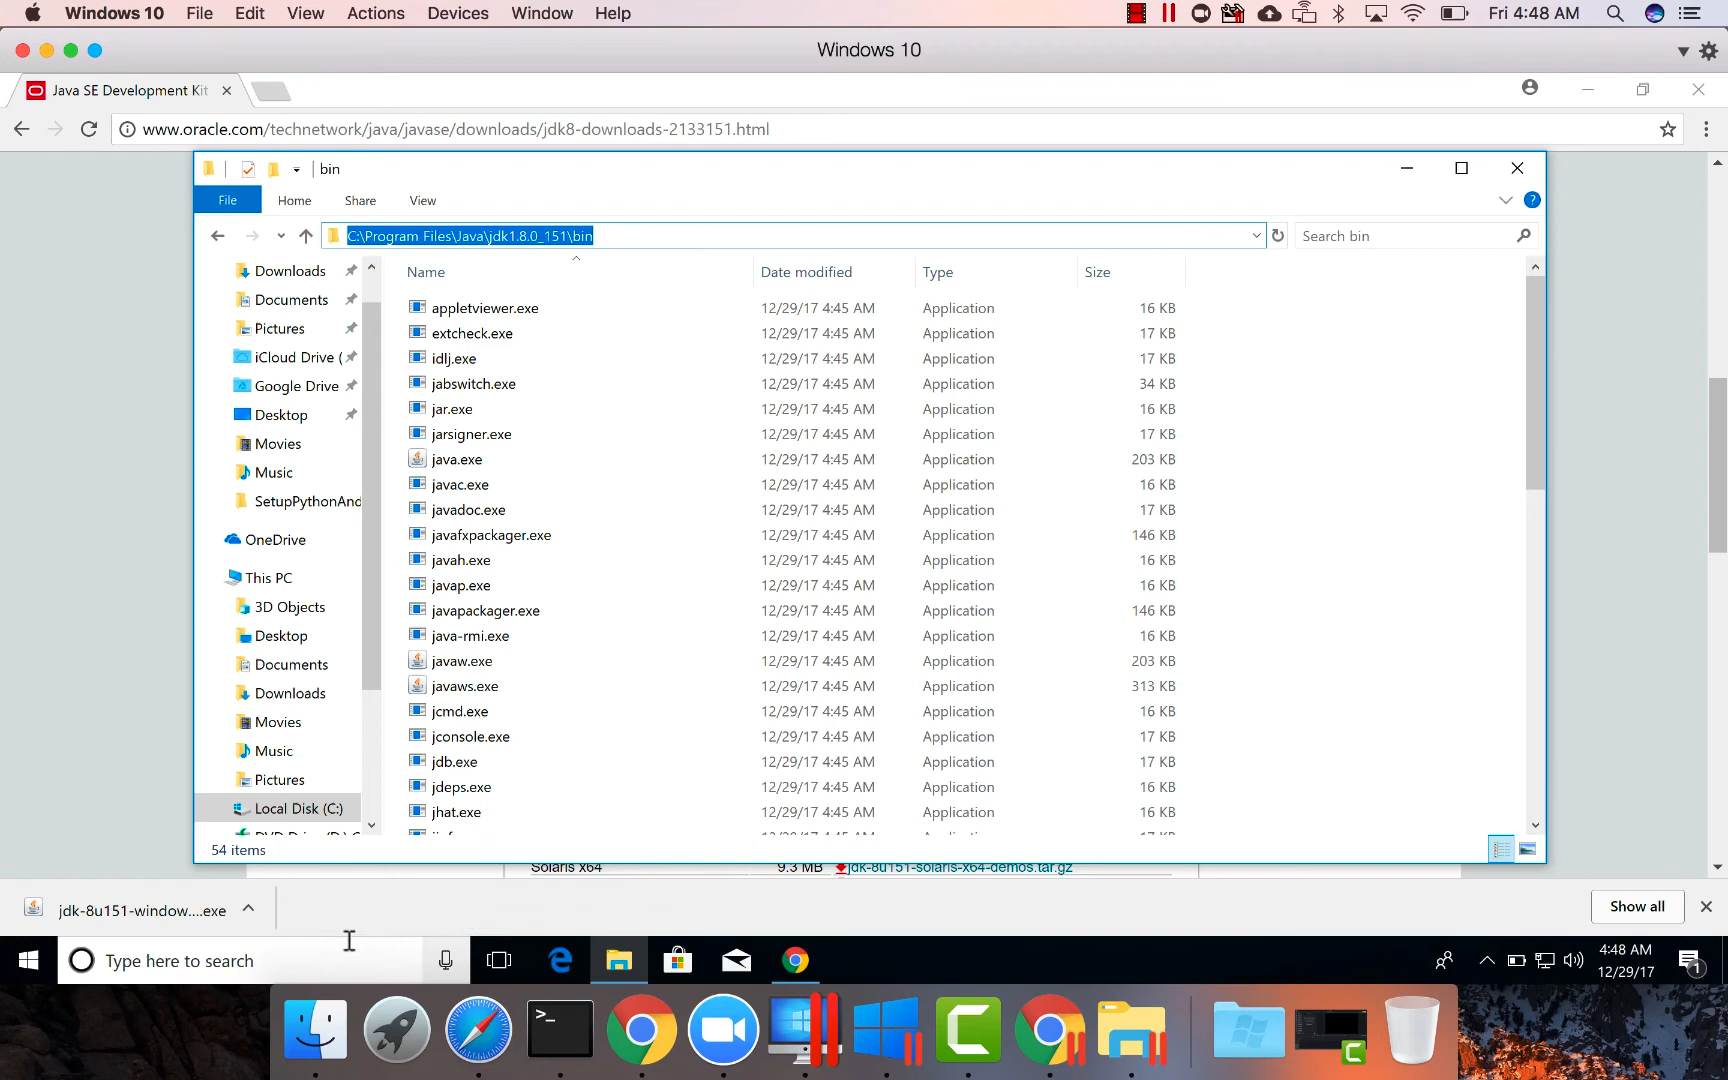 Windows 10 File Edit View Actions Devices Window Help Fri 4:48 AM
Windows 10
Java SE Development Kit
www.oracle.com/technetwork/java/javase/downloads/jdk8-downloads-2133151.html
bin
File Home Share View
C:\Program Files\Java\jdk1.8.0_151\bin Search bin
Name Date modified Type Size
Downloads
Documents
Pictures
iCloud Drive (
Google Drive
Desktop
Movies
Music
SetupPythonAnd
OneDrive
This PC
3D Objects
Desktop
Documents
Downloads
Movies
Music
Pictures
Local Disk (C:)
appletviewer.exe 12/29/17 4:45 AM Application 16 KB
extcheck.exe 12/29/17 4:45 AM Application 17 KB
idlj.exe 12/29/17 4:45 AM Application 17 KB
jabswitch.exe 12/29/17 4:45 AM Application 34 KB
jar.exe 12/29/17 4:45 AM Application 16 KB
jarsigner.exe 12/29/17 4:45 AM Application 17 KB
java.exe 12/29/17 4:45 AM Application 203 KB
javac.exe 12/29/17 4:45 AM Application 16 KB
javadoc.exe 12/29/17 4:45 AM Application 17 KB
javafxpackager.exe 12/29/17 4:45 AM Application 146 KB
javah.exe 12/29/17 4:45 AM Application 16 KB
javap.exe 12/29/17 4:45 AM Application 16 KB
javapackager.exe 12/29/17 4:45 AM Application 146 KB
java-rmi.exe 12/29/17 4:45 AM Application 16 KB
javaw.exe 12/29/17 4:45 AM Application 203 KB
javaws.exe 12/29/17 4:45 AM Application 313 KB
jcmd.exe 12/29/17 4:45 AM Application 16 KB
jconsole.exe 12/29/17 4:45 AM Application 17 KB
jdb.exe 12/29/17 4:45 AM Application 17 KB
jdeps.exe 12/29/17 4:45 AM Application 16 KB
jhat.exe 12/29/17 4:45 AM Application 16 KB
54 items
Solaris x64 9.3 MB jdk-8u151-solaris-x64-demos.tar.gz
jdk-8u151-window....exe Show all
Type here to search 4:48 AM
12/29/17 1